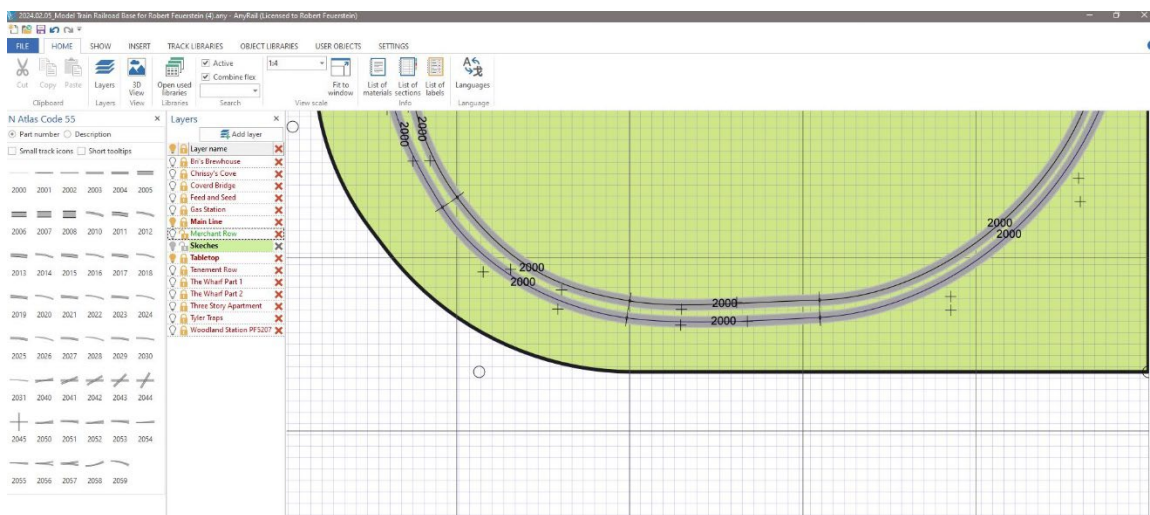 2024.02.05_Model Train Railroad Base for Robert Feuerstein (4).any - AnyRail (Licensed to Robert Feuerstein)
FILE HOME SHOW INSERT TRACK LIBRARIES OBJECT LIBRARIES USER OBJECTS SETTINGS
Cut Copy Paste Layers 3D View Open used libraries Active Combine flex 1:4 Fit to window List of materials List of sections List of labels Languages
Clipboard Layers View Libraries Search View scale Info Language
N Atlas Code 55
Part number Description
Small track icons Short tooltips
2000 2001 2002 2003 2004 2005
2006 2007 2008 2010 2011 2012
2013 2014 2015 2016 2017 2018
2019 2020 2021 2022 2023 2024
2025 2026 2027 2028 2029 2030
2031 2040 2041 2042 2043 2044
2045 2050 2051 2052 2053 2054
2055 2056 2057 2058 2059
Layers
Add layer
Layer name
Bri's Brewhouse
Chrissy's Cove
Coverd Bridge
Feed and Seed
Gas Station
Main Line
Merchant Row
Skeches
Tabletop
Tenement Row
The Wharf Part 1
The Wharf Part 2
Three Story Apartment
Tyler Traps
Woodland Station PF5207
2000
2000
2000
2000
2000
2000
2000
2000